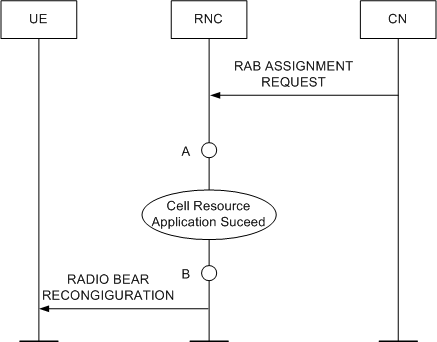 UE
RNC
CN
RAB ASSIGNMENT
REQUEST
A
Cell Resource
Application Suceed
B
RADIO BEAR
RECONGIGURATION